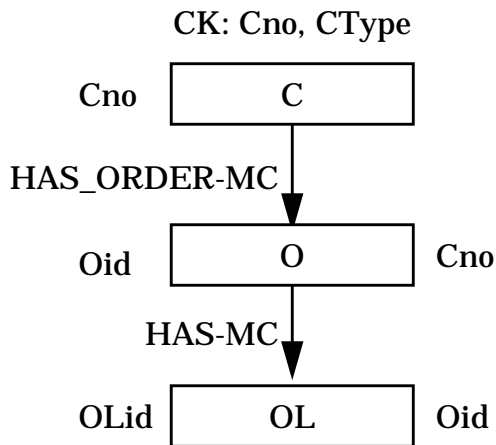 CK: Cno, CType
Cno C
HAS_ORDER-MC
Oid O Cno
HAS-MC
OLid OL Oid